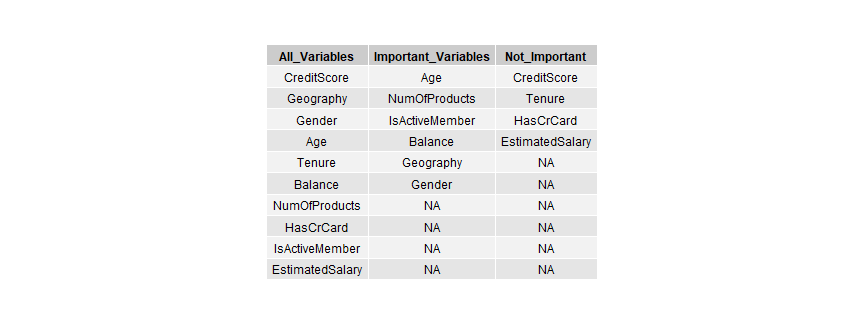 All_Variables Important_Variables Not_Important
CreditScore Age CreditScore
Geography NumOfProducts Tenure
Gender IsActiveMember HasCrCard
Age Balance EstimatedSalary
Tenure Geography NA
Balance Gender NA
NumOfProducts NA NA
HasCrCard NA NA
IsActiveMember NA NA
EstimatedSalary NA NA